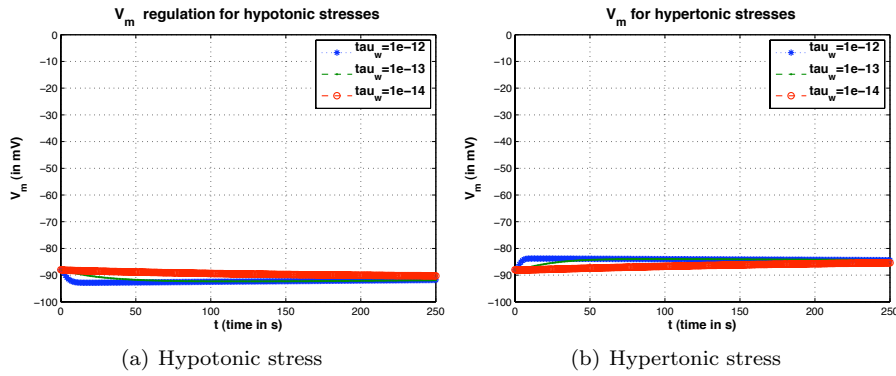 V_m regulation for hypotonic stresses
0
−10
−20
−30
−40
−50
−60
−70
−80
−90
−100
V_m (in mV)
0 50 100 150 200 250
t (time in s)
tau_w=1e−12
tau_w=1e−13
tau_w=1e−14
(a) Hypotonic stress
V_m for hypertonic stresses
0
−10
−20
−30
−40
−50
−60
−70
−80
−90
−100
V_m (in mV)
0 50 100 150 200 250
t (time in s)
tau_w=1e−12
tau_w=1e−13
tau_w=1e−14
(b) Hypertonic stress